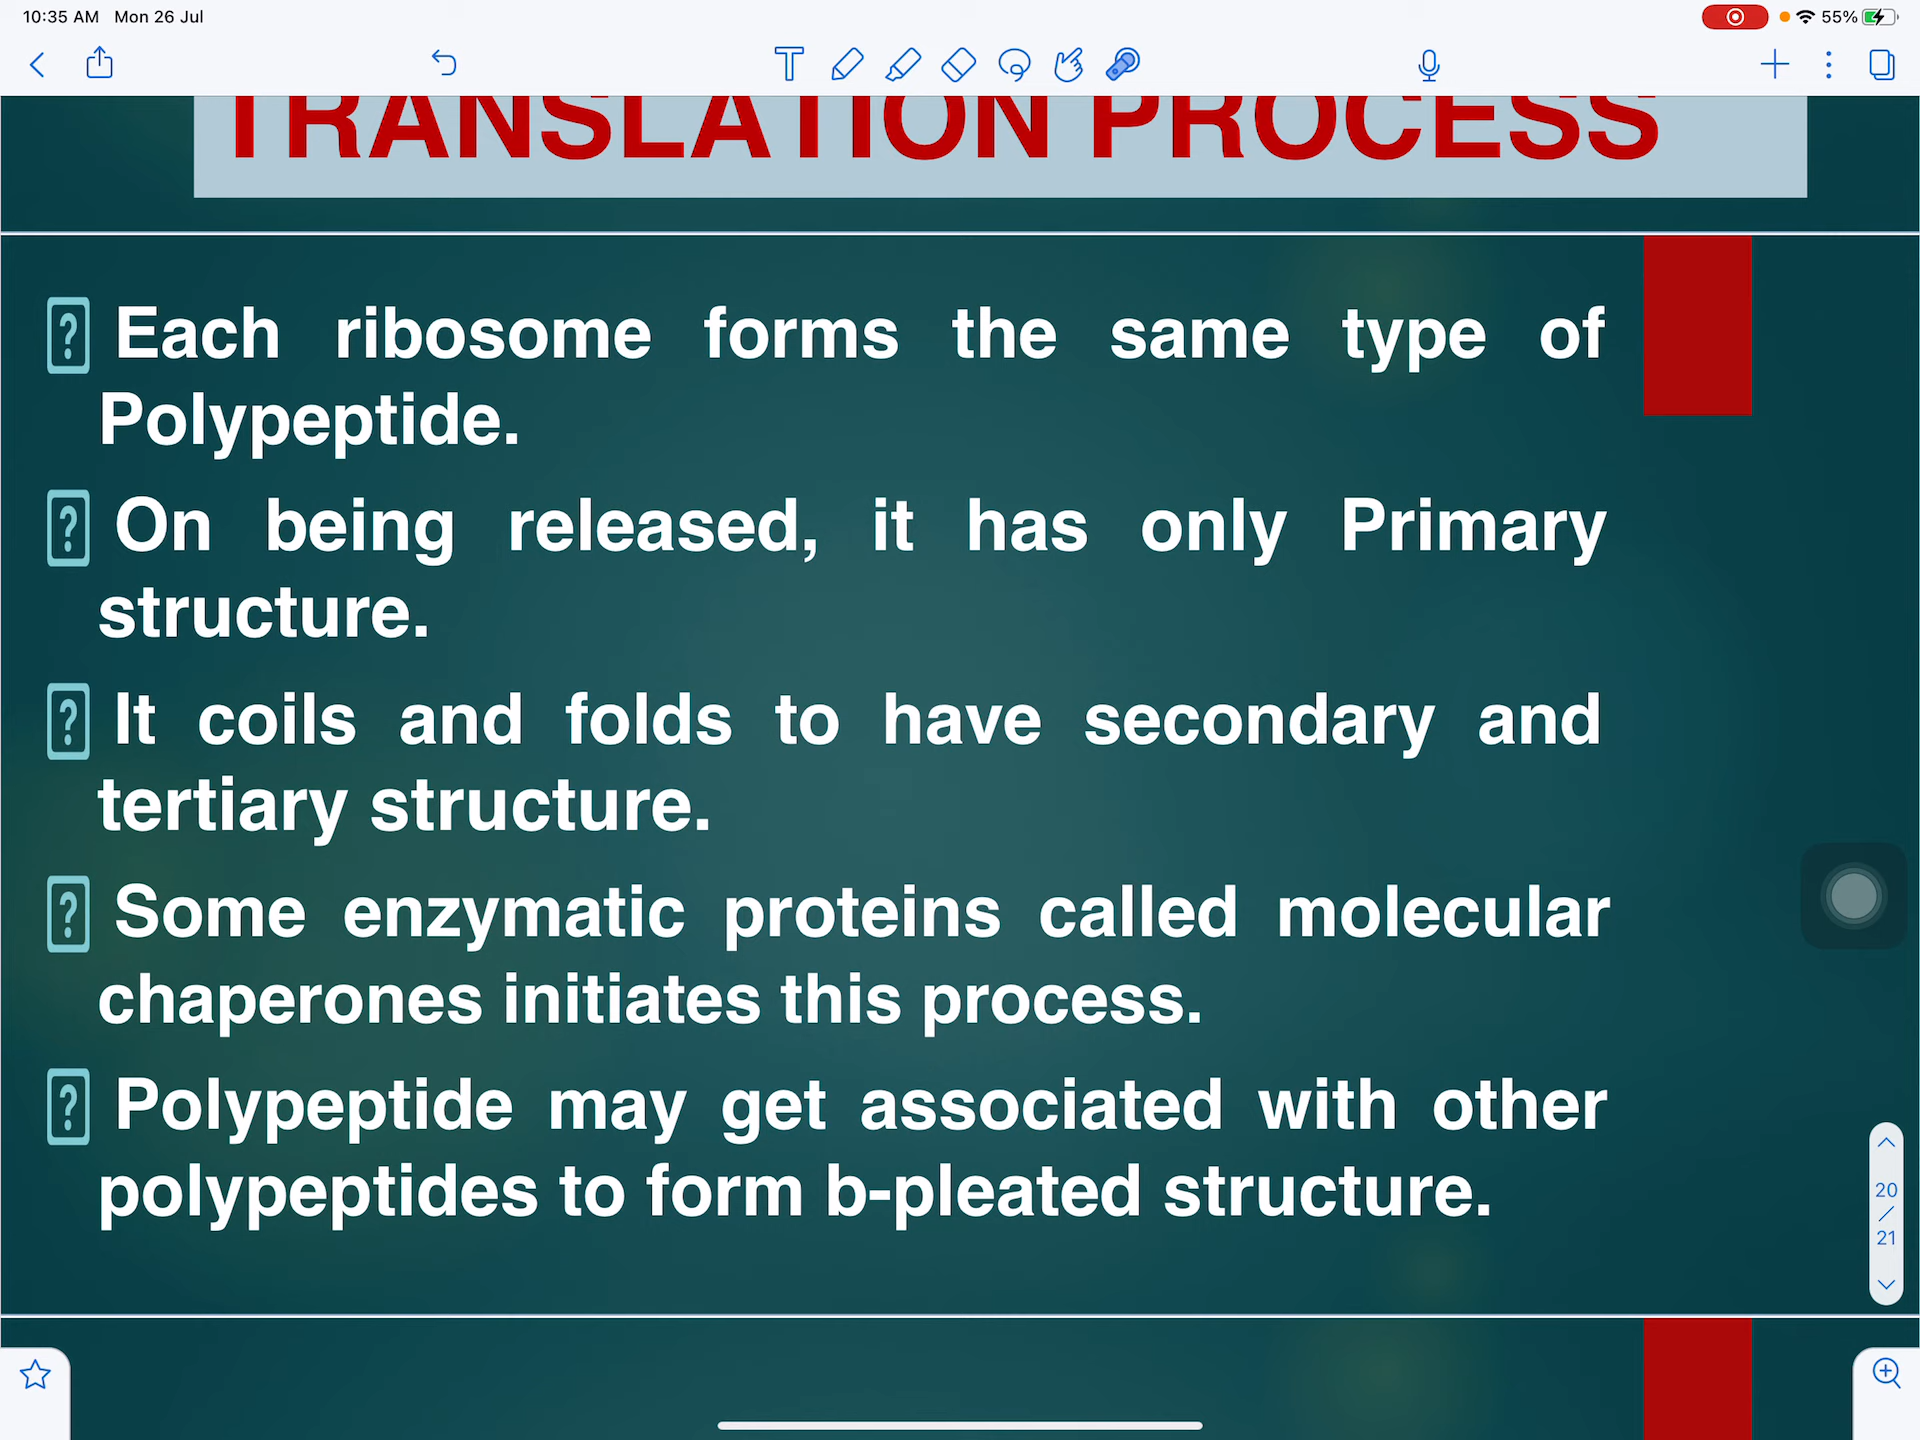 10:35 AM Mon 26 Jul
55%
TRANSLATION PROCESS
Each ribosome forms the same type of
Polypeptide.
On being released, it has only Primary
structure.
It coils and folds to have secondary and
tertiary structure.
Some enzymatic proteins called molecular
chaperones initiates this process.
Polypeptide may get associated with other
polypeptides to form b-pleated structure.
20
/
21